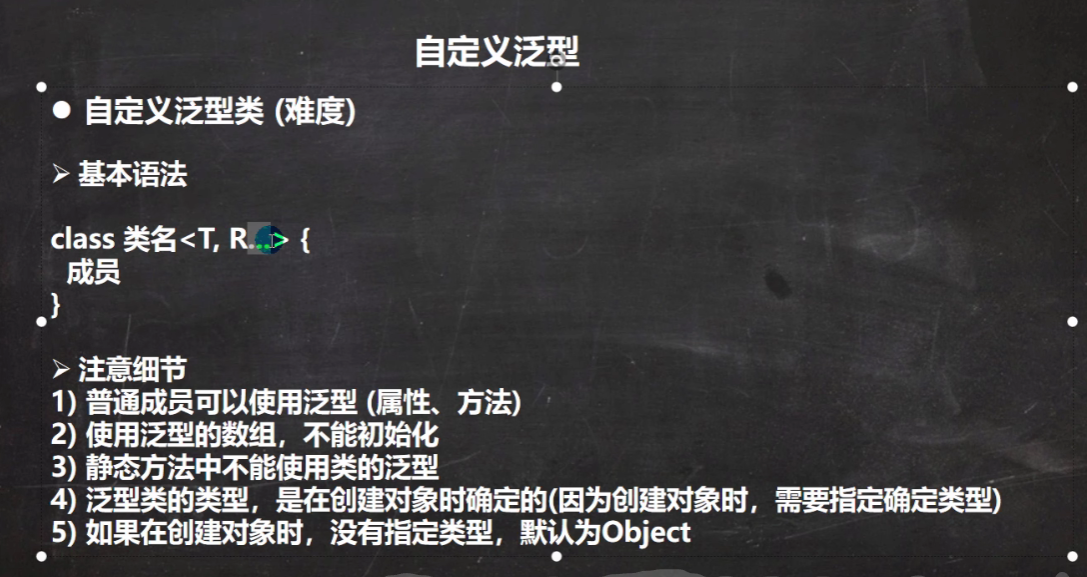 自定义泛型
● 自定义泛型类 (难度)
➢ 基本语法
class 类名<T, R...> {
成员
}
➢ 注意细节
1) 普通成员可以使用泛型 (属性、方法)
2) 使用泛型的数组，不能初始化
3) 静态方法中不能使用类的泛型
4) 泛型类的类型，是在创建对象时确定的(因为创建对象时，需要指定确定类型)
5) 如果在创建对象时，没有指定类型，默认为Object